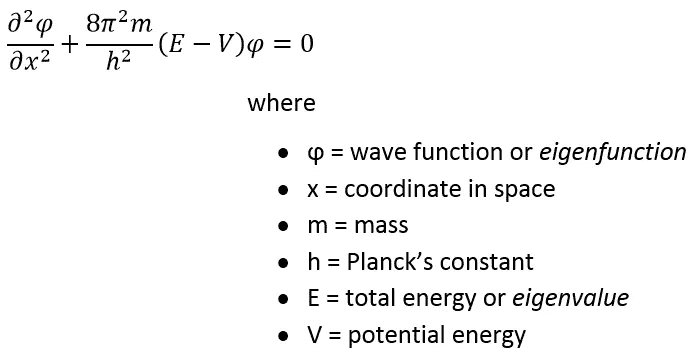 ∂²φ/∂x² + 8π²m/h² (E − V)φ = 0
where
• φ = wave function or eigenfunction
• x = coordinate in space
• m = mass
• h = Planck’s constant
• E = total energy or eigenvalue
• V = potential energy